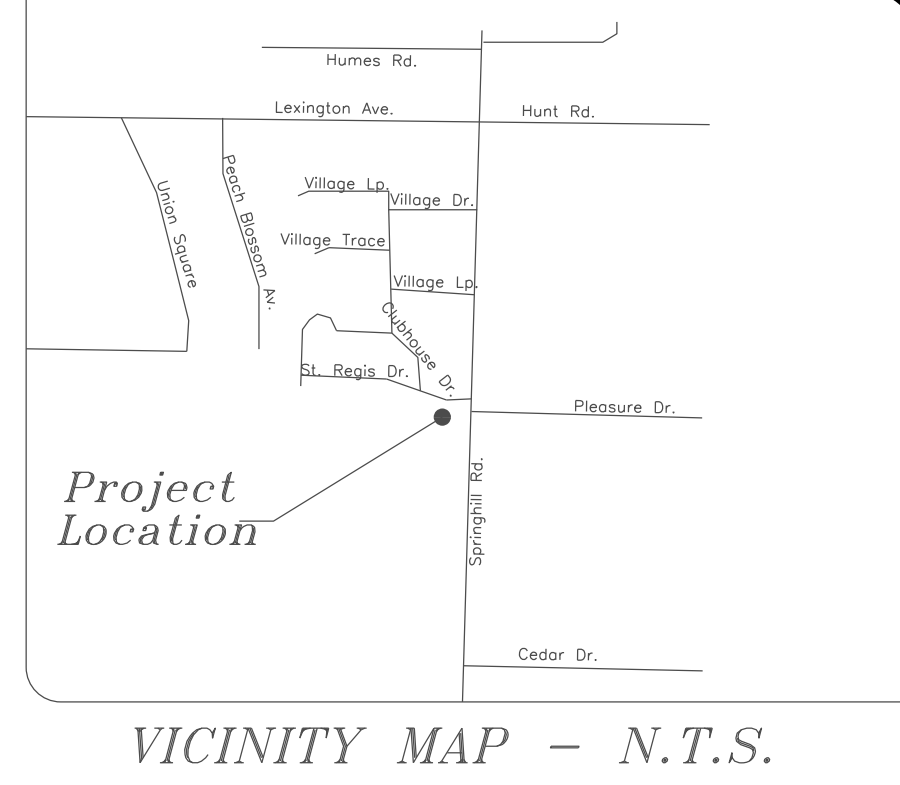 Humes Rd.
Lexington Ave.
Hunt Rd.
Village Lp.
Village Dr.
Union Square
Peach Blossom Av.
Village Trace
Village Lp.
Clubhouse Dr.
St. Regis Dr.
Pleasure Dr.
Project
Location
Springhill Rd.
Cedar Dr.
VICINITY MAP - N.T.S.